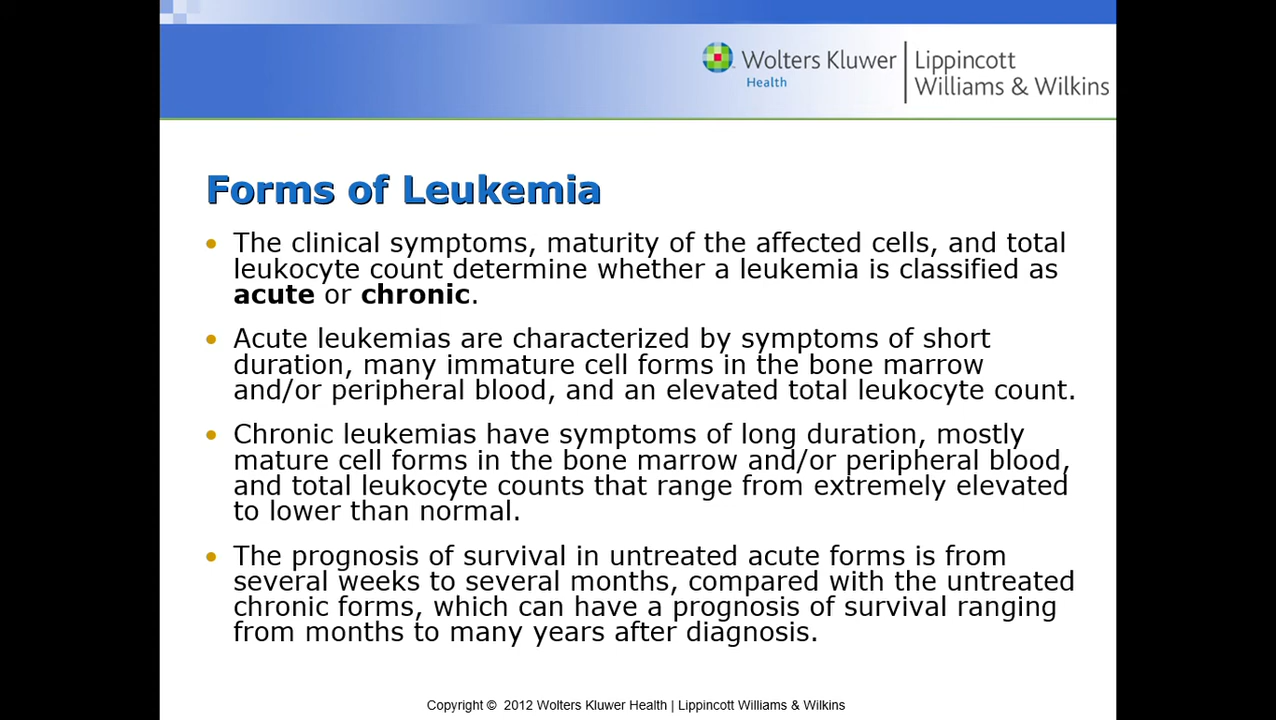 Wolters Kluwer
Health
Lippincott
Williams & Wilkins
Forms of Leukemia
• The clinical symptoms, maturity of the affected cells, and total
leukocyte count determine whether a leukemia is classified as
acute or chronic.
• Acute leukemias are characterized by symptoms of short
duration, many immature cell forms in the bone marrow
and/or peripheral blood, and an elevated total leukocyte count.
• Chronic leukemias have symptoms of long duration, mostly
mature cell forms in the bone marrow and/or peripheral blood,
and total leukocyte counts that range from extremely elevated
to lower than normal.
• The prognosis of survival in untreated acute forms is from
several weeks to several months, compared with the untreated
chronic forms, which can have a prognosis of survival ranging
from months to many years after diagnosis.
Copyright © 2012 Wolters Kluwer Health | Lippincott Williams & Wilkins